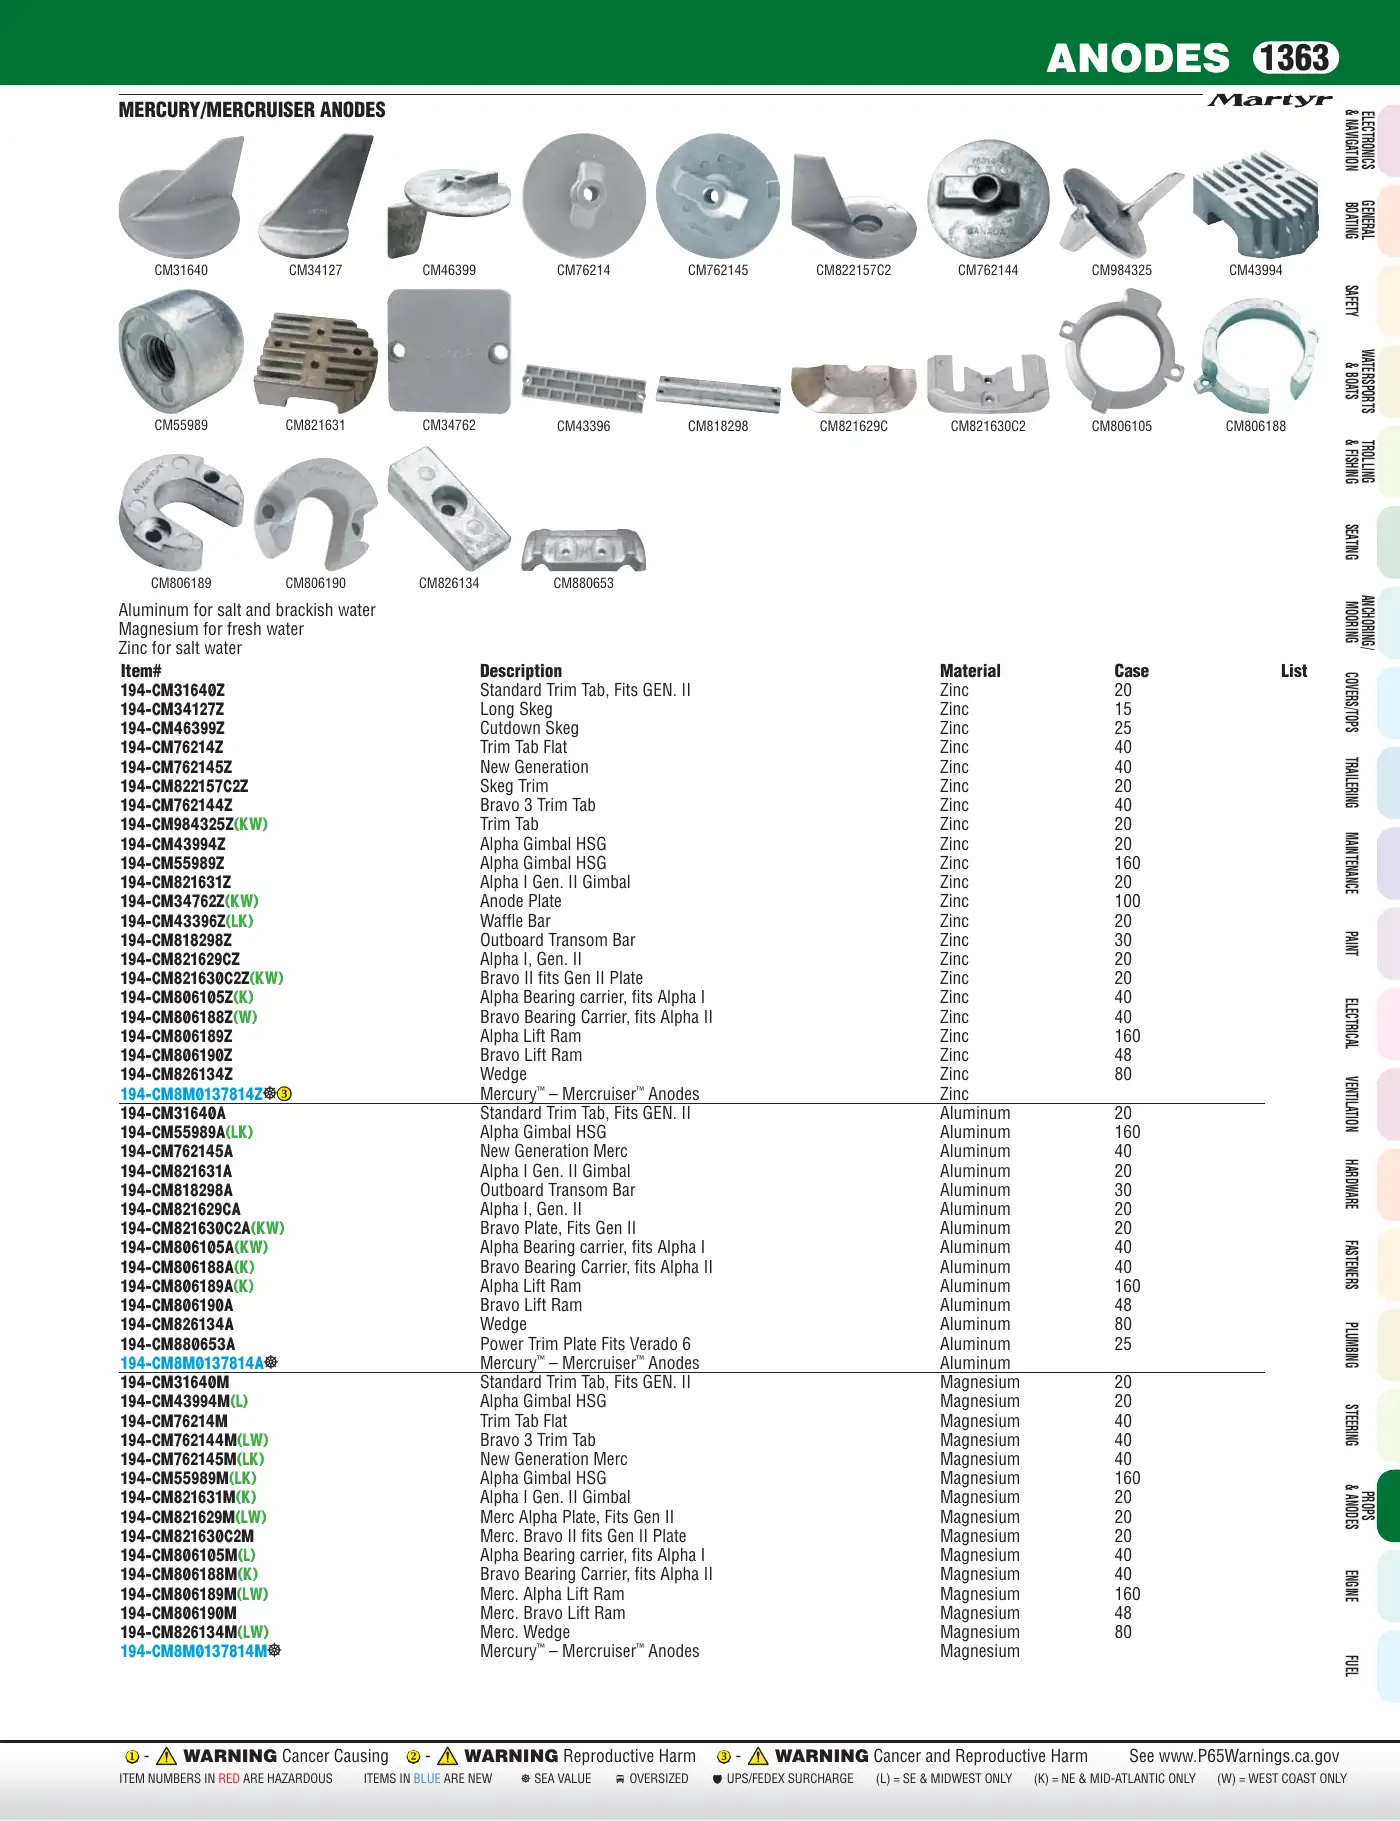 ANODES 1363
MERCURY/MERCRUISER ANODES
Martyr
CM31640 CM34127 CM46399 CM76214 CM762145 CM822157C2 CM762144 CM984325 CM43994
CM55989 CM821631 CM34762 CM43396 CM818298 CM821629C CM821630C2 CM806105 CM806188
CM806189 CM806190 CM826134 CM880653
Aluminum for salt and brackish water
Magnesium for fresh water
Zinc for salt water
Item# Description Material Case List
194-CM31640Z Standard Trim Tab, Fits GEN. II Zinc 20
194-CM34127Z Long Skeg Zinc 15
194-CM46399Z Cutdown Skeg Zinc 25
194-CM76214Z Trim Tab Flat Zinc 40
194-CM762145Z New Generation Zinc 40
194-CM822157C2Z Skeg Trim Zinc 20
194-CM762144Z Bravo 3 Trim Tab Zinc 40
194-CM984325Z(KW) Trim Tab Zinc 20
194-CM43994Z Alpha Gimbal HSG Zinc 20
194-CM55989Z Alpha Gimbal HSG Zinc 160
194-CM821631Z Alpha I Gen. II Gimbal Zinc 20
194-CM34762Z(KW) Anode Plate Zinc 100
194-CM43396Z(LK) Waffle Bar Zinc 20
194-CM818298Z Outboard Transom Bar Zinc 30
194-CM821629CZ Alpha I, Gen. II Zinc 20
194-CM821630C2Z(KW) Bravo II fits Gen II Plate Zinc 20
194-CM806105Z(K) Alpha Bearing carrier, fits Alpha I Zinc 40
194-CM806188Z(W) Bravo Bearing Carrier, fits Alpha II Zinc 40
194-CM806189Z Alpha Lift Ram Zinc 160
194-CM806190Z Bravo Lift Ram Zinc 48
194-CM826134Z Wedge Zinc 80
194-CM8M0137814Z 3 Mercury™ – Mercruiser™ Anodes Zinc
194-CM31640A Standard Trim Tab, Fits GEN. II Aluminum 20
194-CM55989A(LK) Alpha Gimbal HSG Aluminum 160
194-CM762145A New Generation Merc Aluminum 40
194-CM821631A Alpha I Gen. II Gimbal Aluminum 20
194-CM818298A Outboard Transom Bar Aluminum 30
194-CM821629CA Alpha I, Gen. II Aluminum 20
194-CM821630C2A(KW) Bravo Plate, Fits Gen II Aluminum 20
194-CM806105A(KW) Alpha Bearing carrier, fits Alpha I Aluminum 40
194-CM806188A(K) Bravo Bearing Carrier, fits Alpha II Aluminum 40
194-CM806189A(K) Alpha Lift Ram Aluminum 160
194-CM806190A Bravo Lift Ram Aluminum 48
194-CM826134A Wedge Aluminum 80
194-CM880653A Power Trim Plate Fits Verado 6 Aluminum 25
194-CM8M0137814A Mercury™ – Mercruiser™ Anodes Aluminum
194-CM31640M Standard Trim Tab, Fits GEN. II Magnesium 20
194-CM43994M(L) Alpha Gimbal HSG Magnesium 20
194-CM76214M Trim Tab Flat Magnesium 40
194-CM762144M(LW) Bravo 3 Trim Tab Magnesium 40
194-CM762145M(LK) New Generation Merc Magnesium 40
194-CM55989M(LK) Alpha Gimbal HSG Magnesium 160
194-CM821631M(K) Alpha I Gen. II Gimbal Magnesium 20
194-CM821629M(LW) Merc Alpha Plate, Fits Gen II Magnesium 20
194-CM821630C2M Merc. Bravo II fits Gen II Plate Magnesium 20
194-CM806105M(L) Alpha Bearing carrier, fits Alpha I Magnesium 40
194-CM806188M(K) Bravo Bearing Carrier, fits Alpha II Magnesium 40
194-CM806189M(LW) Merc. Alpha Lift Ram Magnesium 160
194-CM806190M Merc. Bravo Lift Ram Magnesium 48
194-CM826134M(LW) Merc. Wedge Magnesium 80
194-CM8M0137814M Mercury™ – Mercruiser™ Anodes Magnesium
ELECTRONICS
& NAVIGATION
GENERAL
BOATING
SAFETY
WATERSPORTS
& BOATS
TROLLING
& FISHING
SEATING
ANCHORING/
MOORING
COVERS/TOPS
TRAILERING
MAINTENANCE
PAINT
ELECTRICAL
VENTILATION
HARDWARE
FASTENERS
PLUMBING
STEERING
PROPS
& ANODES
ENGINE
FUEL
1 - WARNING Cancer Causing 2 - WARNING Reproductive Harm 3 - WARNING Cancer and Reproductive Harm See www.P65Warnings.ca.gov
ITEM NUMBERS IN RED ARE HAZARDOUS ITEMS IN BLUE ARE NEW SEA VALUE OVERSIZED UPS/FEDEX SURCHARGE (L) = SE & MIDWEST ONLY (K) = NE & MID-ATLANTIC ONLY (W) = WEST COAST ONLY